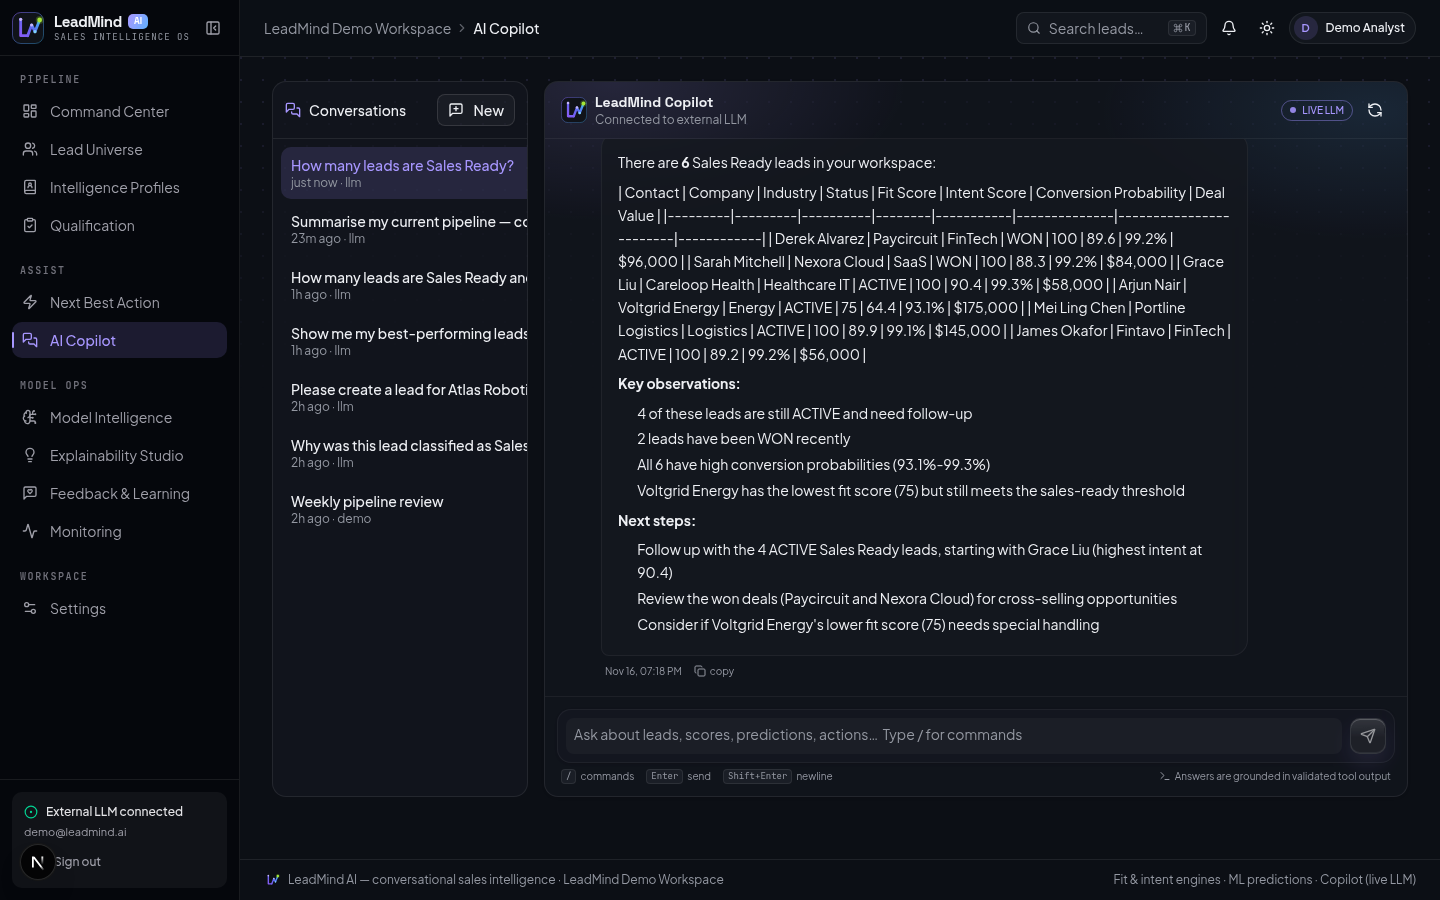 LeadMind AI
SALES INTELLIGENCE OS
PIPELINE
Command Center
Lead Universe
Intelligence Profiles
Qualification
ASSIST
Next Best Action
AI Copilot
MODEL OPS
Model Intelligence
Explainability Studio
Feedback & Learning
Monitoring
WORKSPACE
Settings
External LLM connected
demo@leadmind.ai
N Sign out
LeadMind Demo Workspace > AI Copilot
Search leads... ⌘K
D Demo Analyst
Conversations
New
How many leads are Sales Ready?
just now · llm
Summarise my current pipeline — co
23m ago · llm
How many leads are Sales Ready and
1h ago · llm
Show me my best-performing leads
1h ago · llm
Please create a lead for Atlas Roboti
2h ago · llm
Why was this lead classified as Sales
2h ago · llm
Weekly pipeline review
2h ago · demo
LeadMind Copilot
Connected to external LLM
LIVE LLM
There are 6 Sales Ready leads in your workspace:
| Contact | Company | Industry | Status | Fit Score | Intent Score | Conversion Probability | Deal
Value | |---------|---------|----------|--------|-----------|--------------|----------------
--------|------------| | Derek Alvarez | Paycircuit | FinTech | WON | 100 | 89.6 | 99.2% |
$96,000 | | Sarah Mitchell | Nexora Cloud | SaaS | WON | 100 | 88.3 | 99.2% | $84,000 | | Grace
Liu | Careloop Health | Healthcare IT | ACTIVE | 100 | 90.4 | 99.3% | $58,000 | | Arjun Nair |
Voltgrid Energy | Energy | ACTIVE | 75 | 64.4 | 93.1% | $175,000 | | Mei Ling Chen | Portline
Logistics | Logistics | ACTIVE | 100 | 89.9 | 99.1% | $145,000 | | James Okafor | Fintavo | FinTech |
ACTIVE | 100 | 89.2 | 99.2% | $56,000 |
Key observations:
4 of these leads are still ACTIVE and need follow-up
2 leads have been WON recently
All 6 have high conversion probabilities (93.1%-99.3%)
Voltgrid Energy has the lowest fit score (75) but still meets the sales-ready threshold
Next steps:
Follow up with the 4 ACTIVE Sales Ready leads, starting with Grace Liu (highest intent at
90.4)
Review the won deals (Paycircuit and Nexora Cloud) for cross-selling opportunities
Consider if Voltgrid Energy's lower fit score (75) needs special handling
Nov 16, 07:18 PM copy
Ask about leads, scores, predictions, actions... Type / for commands
/ commands Enter send Shift+Enter newline
Answers are grounded in validated tool output
LeadMind AI — conversational sales intelligence · LeadMind Demo Workspace
Fit & intent engines · ML predictions · Copilot (live LLM)